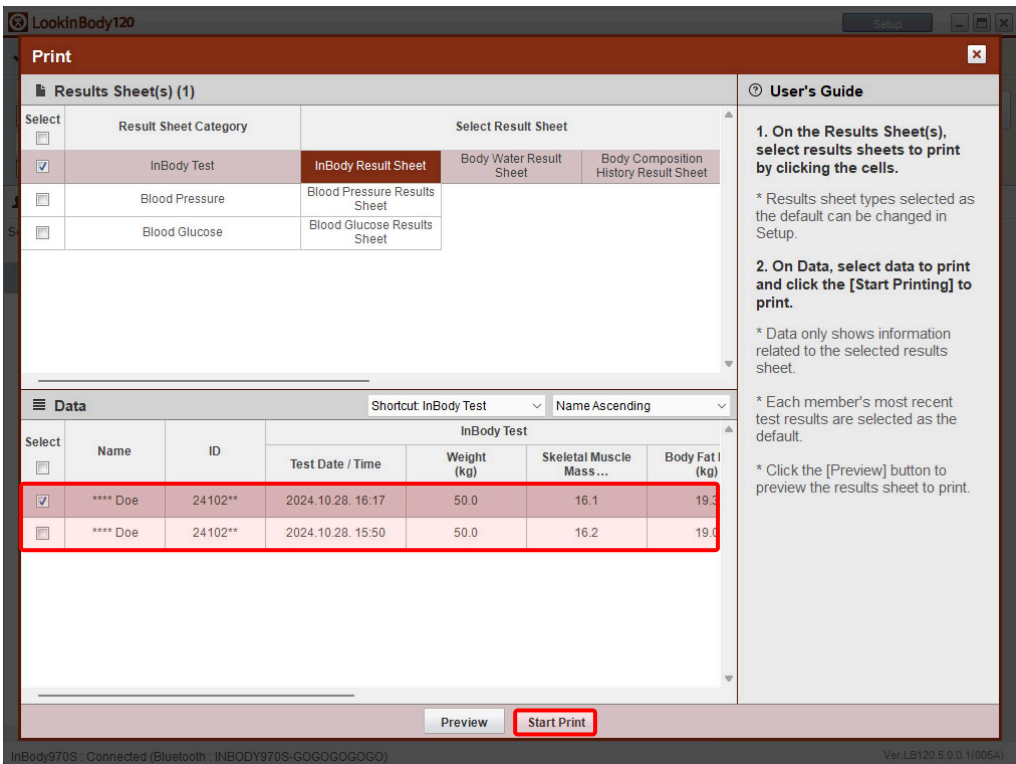 LookinBody120
Setup
Print
Results Sheet(s) (1)
Select
Result Sheet Category
Select Result Sheet
InBody Test
InBody Result Sheet
Body Water Result
Sheet
Body Composition
History Result Sheet
Blood Pressure
Blood Pressure Results
Sheet
Blood Glucose
Blood Glucose Results
Sheet
Data
Shortcut: InBody Test
Name Ascending
Select
Name
ID
InBody Test
Test Date / Time
Weight
(kg)
Skeletal Muscle
Mass...
Body Fat
(kg)
**** Doe
24102**
2024.10.28. 16:17
50.0
16.1
19.3
**** Doe
24102**
2024.10.28. 15:50
50.0
16.2
19.0
Preview
Start Print
User's Guide
1. On the Results Sheet(s),
select results sheets to print
by clicking the cells.
* Results sheet types selected as
the default can be changed in
Setup.
2. On Data, select data to print
and click the [Start Printing] to
print.
* Data only shows information
related to the selected results
sheet.
* Each member's most recent
test results are selected as the
default.
* Click the [Preview] button to
preview the results sheet to print.
InBody970S : Connected (Bluetooth : INBODY970S-GOGOGOGOGO)
Ver.LB120.5.0.0.1(005A)